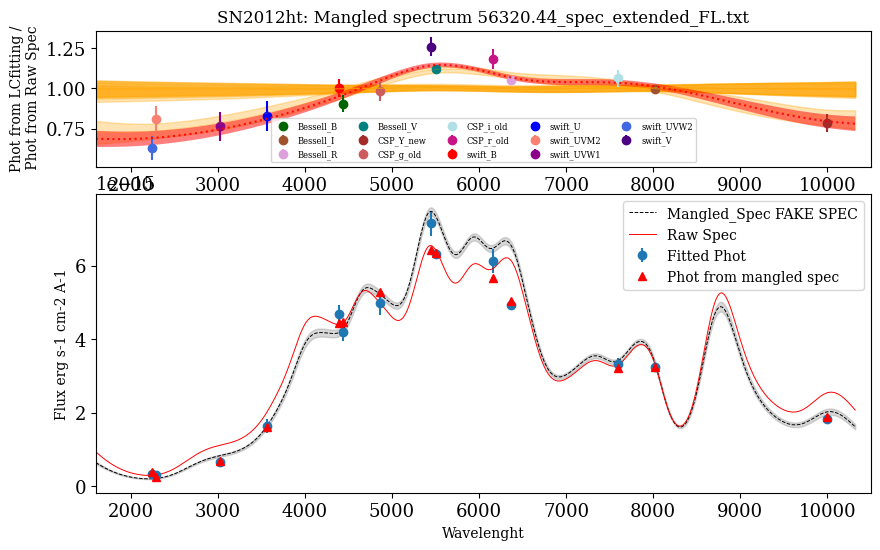 SN2012ht: Mangled spectrum 56320.44_spec_extended_FL.txt
Phot from LCfitting /
Phot from Raw Spec
1.25
1.00
0.75
Bessell_B Bessell_V CSP_i_old swift_U swift_UVW2
Bessell_I CSP_Y_new CSP_r_old swift_UVM2 swift_V
Bessell_R CSP_g_old swift_B swift_UVW1
2000 3000 4000 5000 6000 7000 8000 9000 10000
1e+15
Mangled_Spec FAKE SPEC
Raw Spec
Fitted Phot
Phot from mangled spec
Flux erg s-1 cm-2 A-1
6
4
2
0
2000 3000 4000 5000 6000 7000 8000 9000 10000
Wavelenght